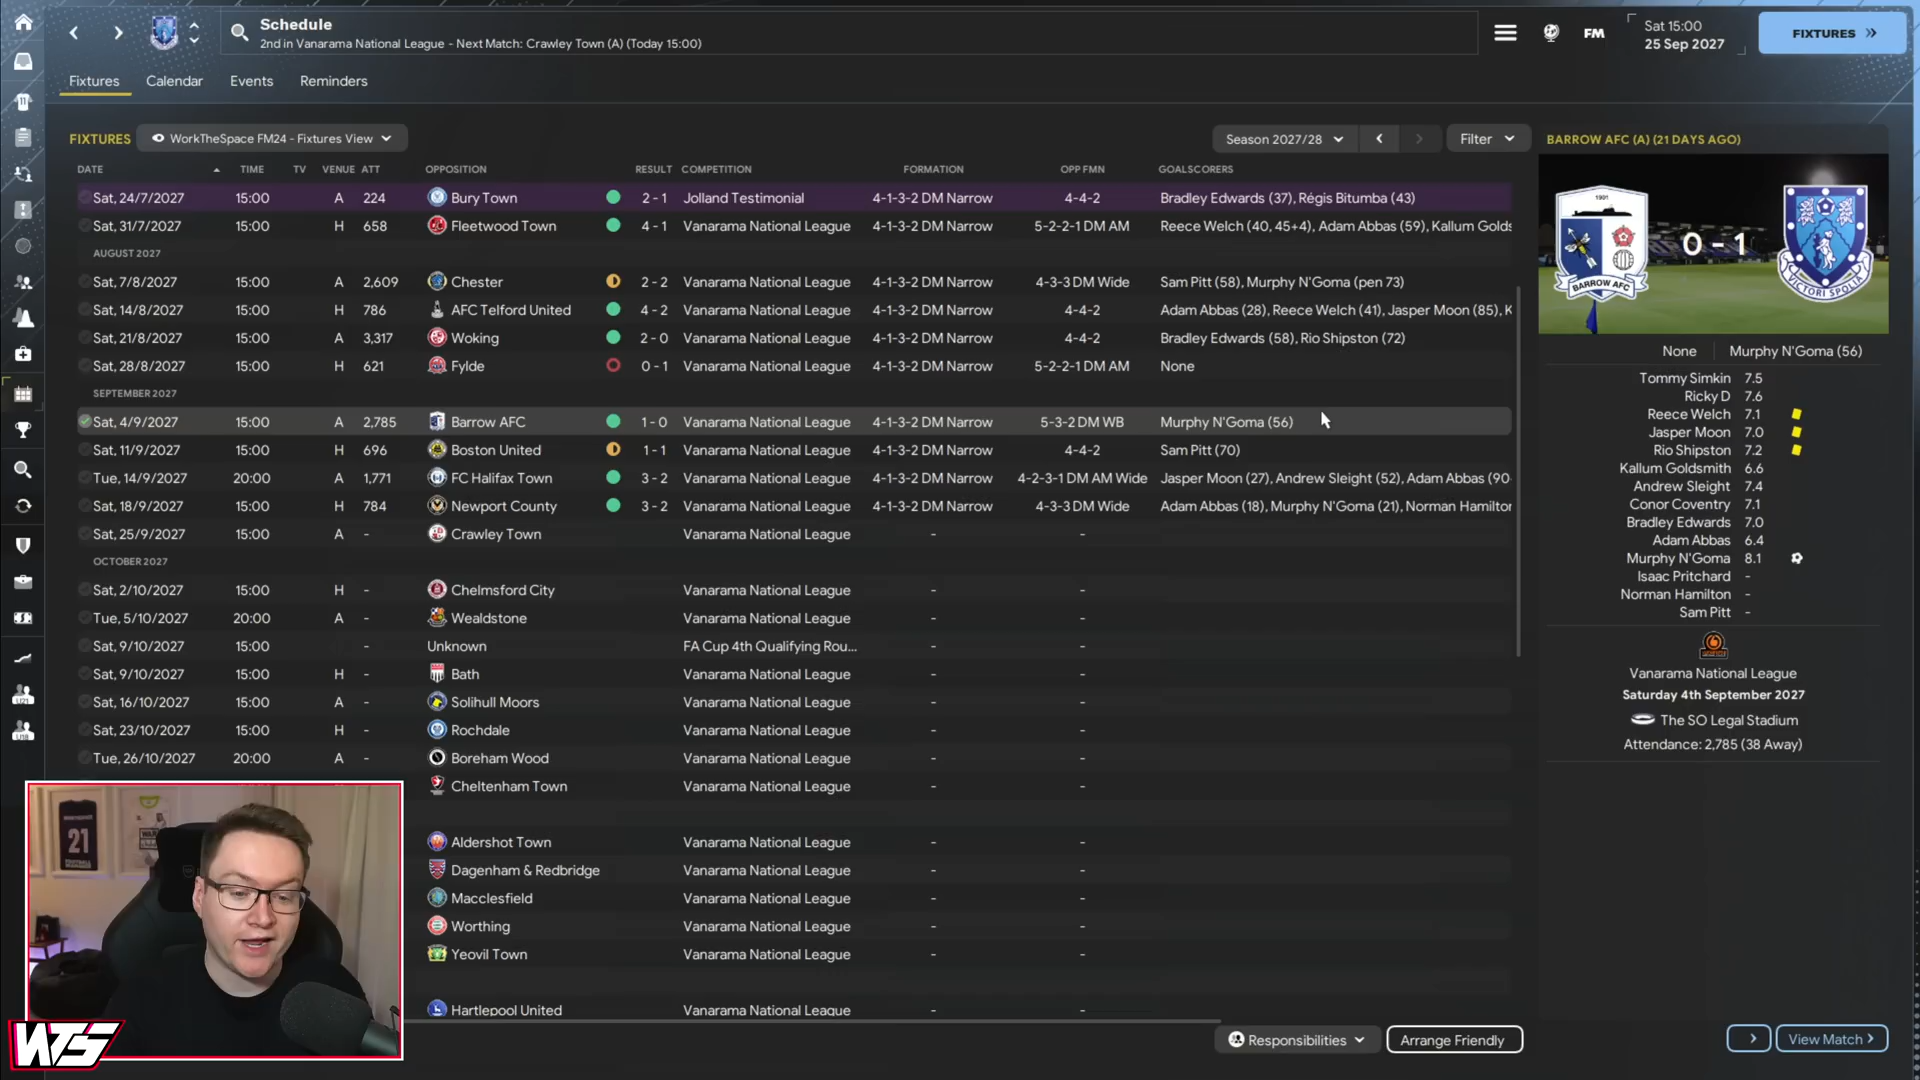 Schedule
2nd in Vanarama National League - Next Match: Crawley Town (A) (Today 15:00)
FM
Sat 15:00
25 Sep 2027
FIXTURES
Fixtures Calendar Events Reminders
FIXTURES WorkTheSpace FM24 - Fixtures View Season 2027/28 Filter
DATE TIME TV VENUE ATT OPPOSITION RESULT COMPETITION FORMATION OPP FMN GOALSCORERS
Sat, 24/7/2027 15:00 A 224 Bury Town 2 - 1 Jolland Testimonial 4-1-3-2 DM Narrow 4-4-2 Bradley Edwards (37), Régis Bitumba (43)
Sat, 31/7/2027 15:00 H 658 Fleetwood Town 4 - 1 Vanarama National League 4-1-3-2 DM Narrow 5-2-2-1 DM AM Reece Welch (40, 45+4), Adam Abbas (59), Kallum Golds
AUGUST 2027
Sat, 7/8/2027 15:00 A 2,609 Chester 2 - 2 Vanarama National League 4-1-3-2 DM Narrow 4-3-3 DM Wide Sam Pitt (58), Murphy N'Goma (pen 73)
Sat, 14/8/2027 15:00 H 786 AFC Telford United 4 - 2 Vanarama National League 4-1-3-2 DM Narrow 4-4-2 Adam Abbas (28), Reece Welch (41), Jasper Moon (85), K
Sat, 21/8/2027 15:00 A 3,317 Woking 2 - 0 Vanarama National League 4-1-3-2 DM Narrow 4-4-2 Bradley Edwards (58), Rio Shipston (72)
Sat, 28/8/2027 15:00 H 621 Fylde 0 - 1 Vanarama National League 4-1-3-2 DM Narrow 5-2-2-1 DM AM None
SEPTEMBER 2027
Sat, 4/9/2027 15:00 A 2,785 Barrow AFC 1 - 0 Vanarama National League 4-1-3-2 DM Narrow 5-3-2 DM WB Murphy N'Goma (56)
Sat, 11/9/2027 15:00 H 696 Boston United 1 - 1 Vanarama National League 4-1-3-2 DM Narrow 4-4-2 Sam Pitt (70)
Tue, 14/9/2027 20:00 A 1,771 FC Halifax Town 3 - 2 Vanarama National League 4-1-3-2 DM Narrow 4-2-3-1 DM AM Wide Jasper Moon (27), Andrew Sleight (52), Adam Abbas (90
Sat, 18/9/2027 15:00 H 784 Newport County 3 - 2 Vanarama National League 4-1-3-2 DM Narrow 4-3-3 DM Wide Adam Abbas (18), Murphy N'Goma (21), Norman Hamilton
Sat, 25/9/2027 15:00 A - Crawley Town Vanarama National League - -
OCTOBER 2027
Sat, 2/10/2027 15:00 H - Chelmsford City Vanarama National League - -
Tue, 5/10/2027 20:00 A - Wealdstone Vanarama National League - -
Sat, 9/10/2027 15:00 - Unknown FA Cup 4th Qualifying Rou... - -
Sat, 9/10/2027 15:00 H - Bath Vanarama National League - -
Sat, 16/10/2027 15:00 A - Solihull Moors Vanarama National League - -
Sat, 23/10/2027 15:00 H - Rochdale Vanarama National League - -
Tue, 26/10/2027 20:00 A - Boreham Wood Vanarama National League - -
Cheltenham Town Vanarama National League - -
Aldershot Town Vanarama National League - -
Dagenham & Redbridge Vanarama National League - -
Macclesfield Vanarama National League - -
Worthing Vanarama National League - -
Yeovil Town Vanarama National League - -
Hartlepool United Vanarama National League - -
Responsibilities Arrange Friendly View Match
BARROW AFC (A) (21 DAYS AGO)
1901
BARROW AFC
0 - 1
VICTORI SPOLIA
None Murphy N'Goma (56)
Tommy Simkin 7.5
Ricky D 7.6
Reece Welch 7.1
Jasper Moon 7.0
Rio Shipston 7.2
Kallum Goldsmith 6.6
Andrew Sleight 7.4
Conor Coventry 7.1
Bradley Edwards 7.0
Adam Abbas 6.4
Murphy N'Goma 8.1
Isaac Pritchard -
Norman Hamilton -
Sam Pitt -
Vanarama National League
Saturday 4th September 2027
The SO Legal Stadium
Attendance: 2,785 (38 Away)
U21
U18
21
WTS